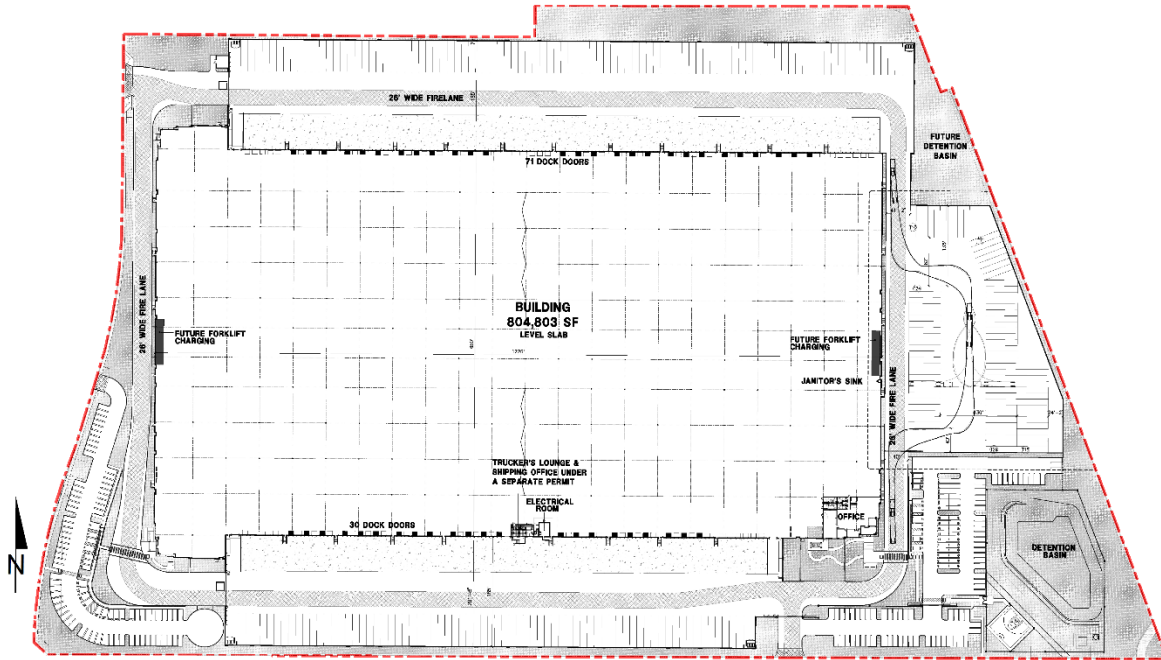 26' WIDE FIRELANE
71 DOCK DOORS
FUTURE
DETENTION
BASIN
26' WIDE FIRE LANE
BUILDING
804,803 SF
LEVEL SLAB
1220'
FUTURE FORKLIFT
CHARGING
FUTURE FORKLIFT
CHARGING
JANITOR'S SINK
26' WIDE FIRE LANE
TRUCKER'S LOUNGE &
SHIPPING OFFICE UNDER
A SEPARATE PERMIT
ELECTRICAL
ROOM
30 DOCK DOORS
OFFICE
DETENTION
BASIN
N